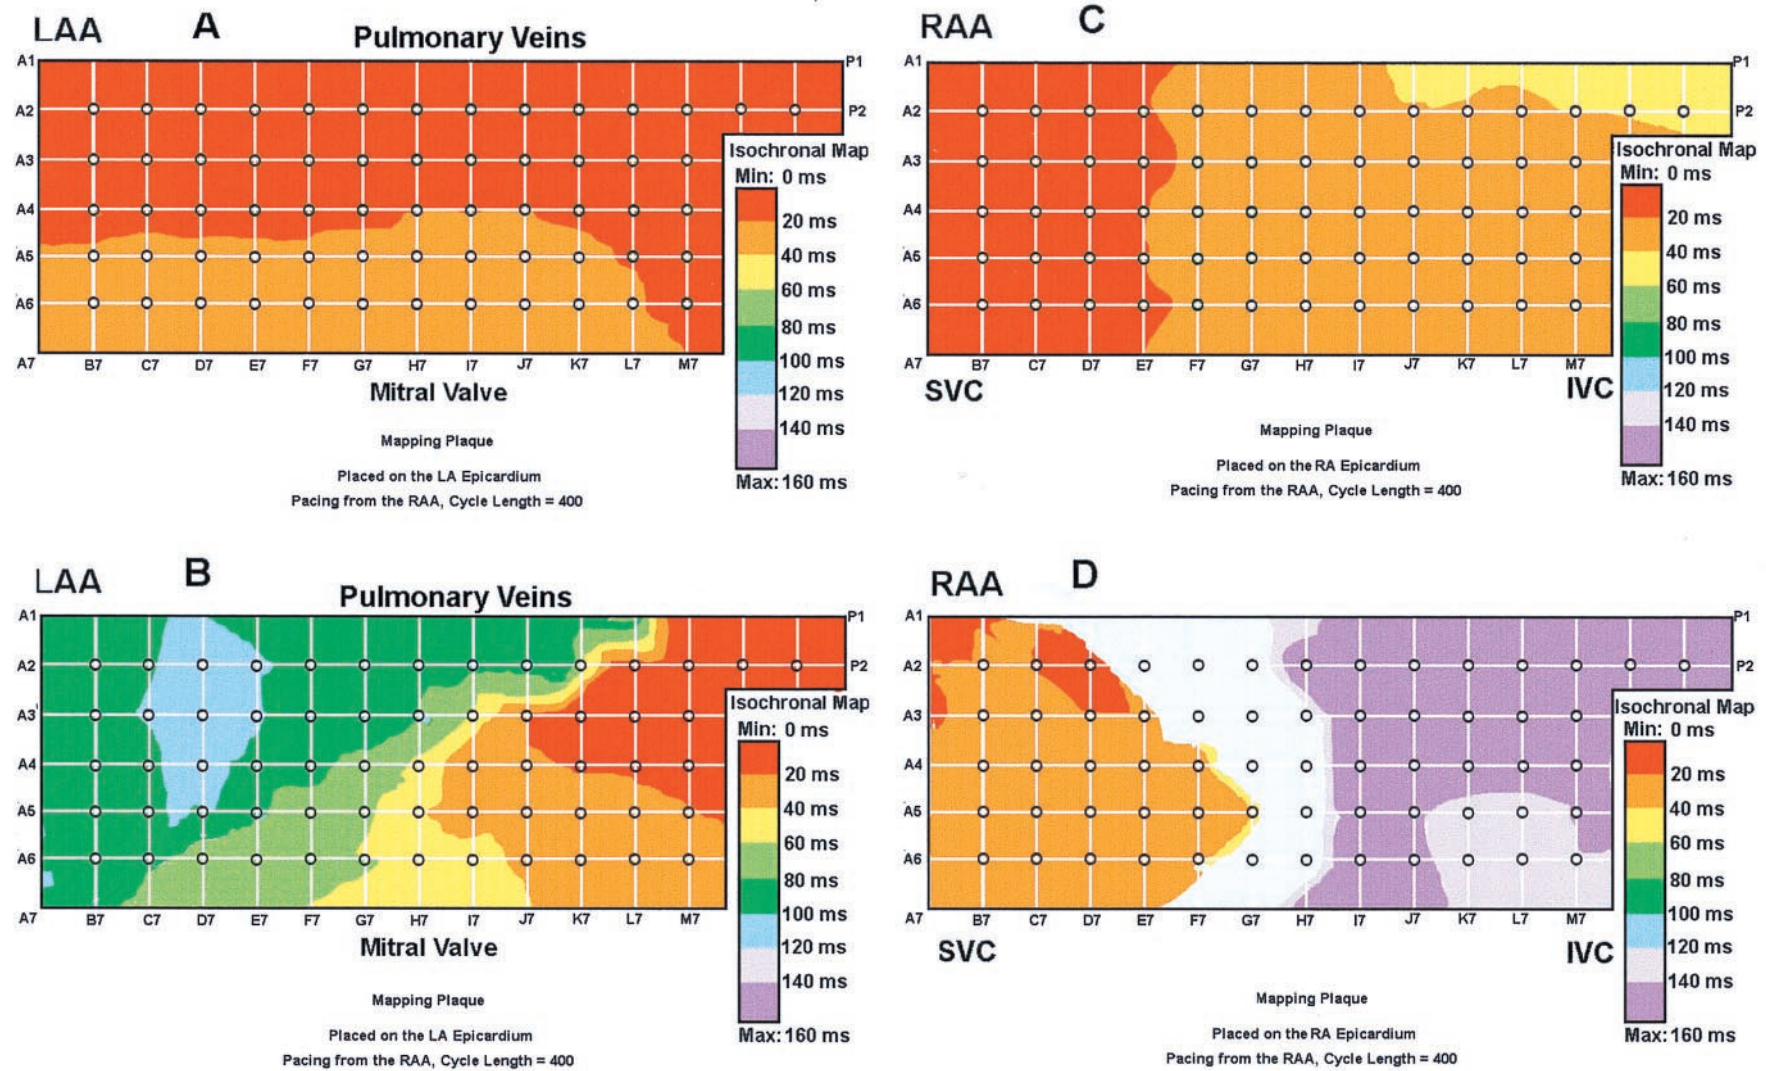 LAA A
Pulmonary Veins
A1 P1
A2 P2
A3
A4
A5
A6
A7 B7 C7 D7 E7 F7 G7 H7 I7 J7 K7 L7 M7
Mitral Valve
Isochronal Map
Min: 0 ms
20 ms
40 ms
60 ms
80 ms
100 ms
120 ms
140 ms
Max: 160 ms
Mapping Plaque
Placed on the LA Epicardium
Pacing from the RAA, Cycle Length = 400
RAA C
A1 P1
A2 P2
A3
A4
A5
A6
A7 B7 C7 D7 E7 F7 G7 H7 I7 J7 K7 L7 M7
SVC IVC
Isochronal Map
Min: 0 ms
20 ms
40 ms
60 ms
80 ms
100 ms
120 ms
140 ms
Max: 160 ms
Mapping Plaque
Placed on the RA Epicardium
Pacing from the RAA, Cycle Length = 400
LAA B
Pulmonary Veins
A1 P1
A2 P2
A3
A4
A5
A6
A7 B7 C7 D7 E7 F7 G7 H7 I7 J7 K7 L7 M7
Mitral Valve
Isochronal Map
Min: 0 ms
20 ms
40 ms
60 ms
80 ms
100 ms
120 ms
140 ms
Max: 160 ms
Mapping Plaque
Placed on the LA Epicardium
Pacing from the RAA, Cycle Length = 400
RAA D
A1 P1
A2 P2
A3
A4
A5
A6
A7 B7 C7 D7 E7 F7 G7 H7 I7 J7 K7 L7 M7
SVC IVC
Isochronal Map
Min: 0 ms
20 ms
40 ms
60 ms
80 ms
100 ms
120 ms
140 ms
Max: 160 ms
Mapping Plaque
Placed on the RA Epicardium
Pacing from the RAA, Cycle Length = 400